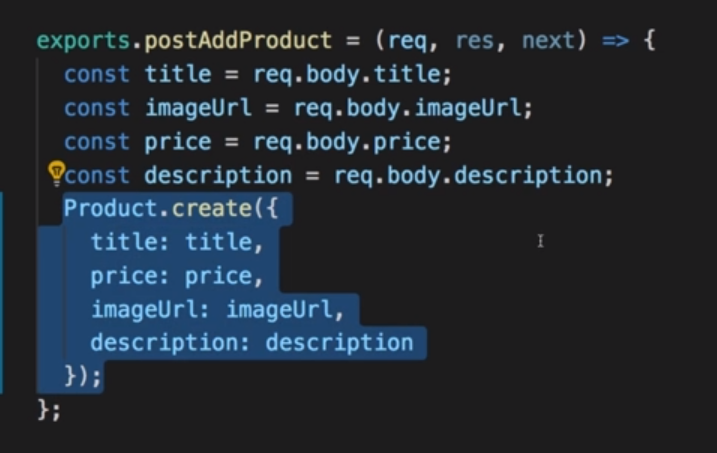 exports.postAddProduct = (req, res, next) => {
const title = req.body.title;
const imageUrl = req.body.imageUrl;
const price = req.body.price;
const description = req.body.description;
Product.create({
title: title,
price: price,
imageUrl: imageUrl,
description: description
});
};